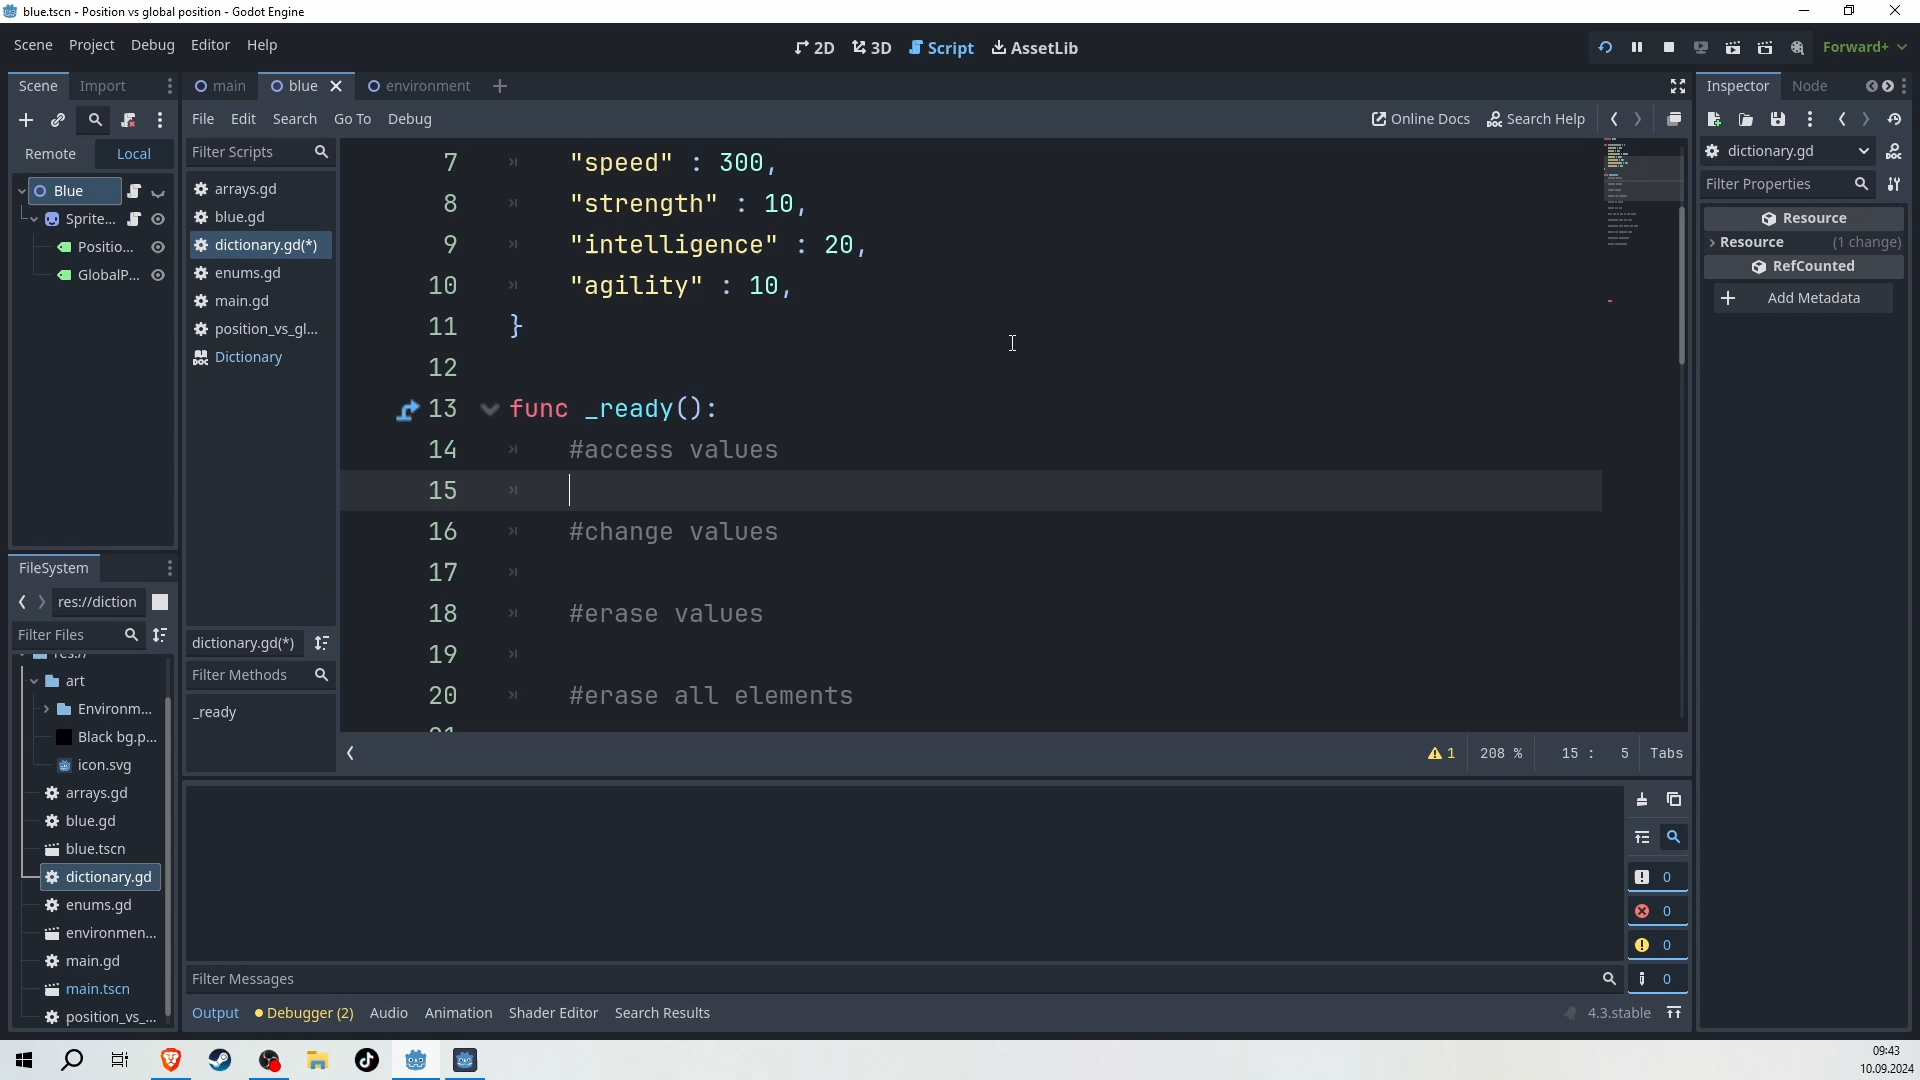 blue.tscn - Position vs global position - Godot Engine
Scene Project Debug Editor Help
2D 3D Script AssetLib
Forward+
Scene Import
main blue environment
Inspector Node
File Edit Search Go To Debug
Online Docs Search Help
Remote Local
Filter Scripts
dictionary.gd
Filter Properties
Blue
Sprite...
Positio...
GlobalP...
arrays.gd
blue.gd
dictionary.gd(*)
enums.gd
main.gd
position_vs_gl...
Dictionary
7 "speed" : 300,
8 "strength" : 10,
9 "intelligence" : 20,
10 "agility" : 10,
11 }
12
13 func _ready():
14 #access values
15
16 #change values
17
18 #erase values
19
20 #erase all elements
Resource
Resource (1 change)
RefCounted
Add Metadata
FileSystem
res://diction
Filter Files
dictionary.gd(*)
Filter Methods
_ready
res://
art
Environm...
Black bg.p...
icon.svg
arrays.gd
blue.gd
blue.tscn
dictionary.gd
enums.gd
environmen...
main.gd
main.tscn
position_vs_...
1 208 % 15 : 5 Tabs
0
0
0
0
Filter Messages
Output Debugger (2) Audio Animation Shader Editor Search Results
4.3.stable
09:43
10.09.2024